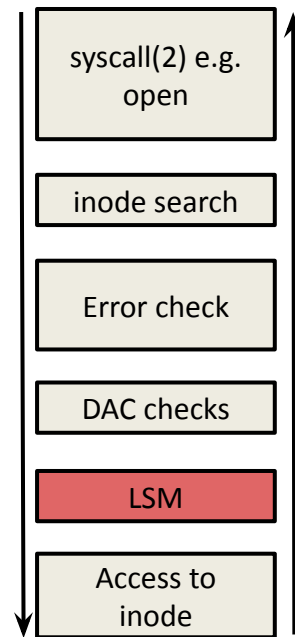 syscall(2) e.g.
open
inode search
Error check
DAC checks
LSM
Access to
inode